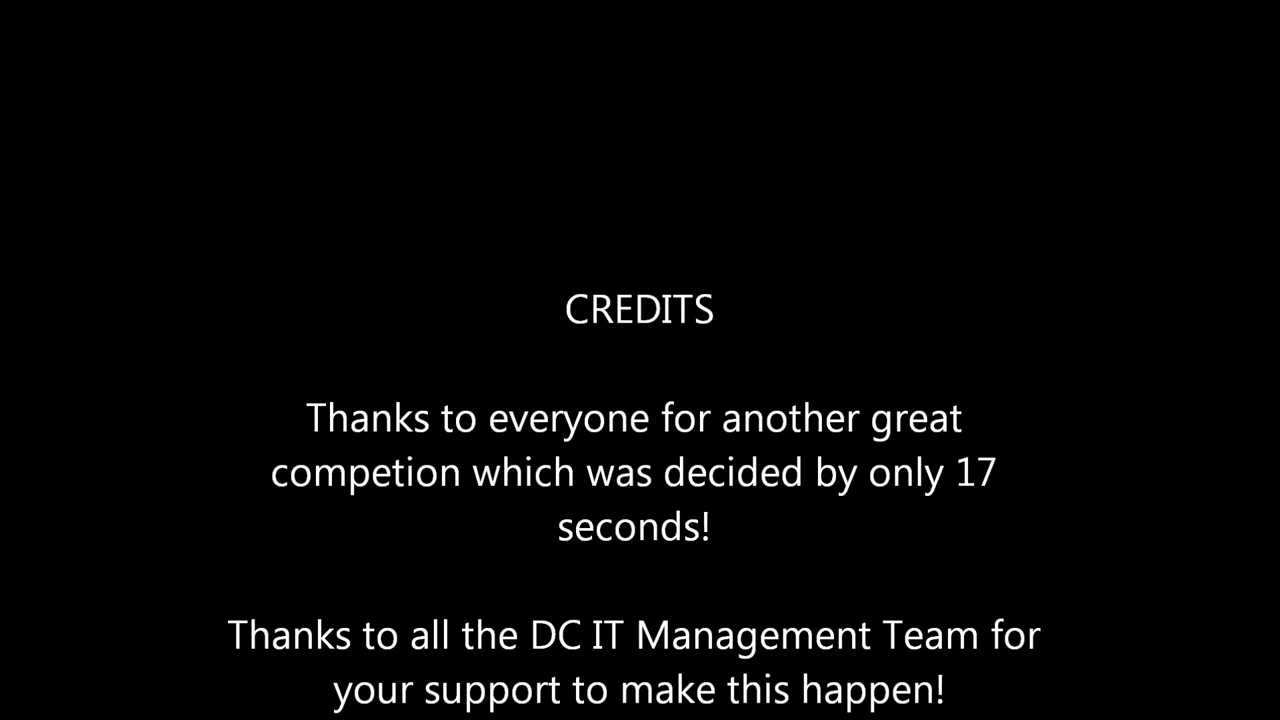 CREDITS
Thanks to everyone for another great
competion which was decided by only 17
seconds!
Thanks to all the DC IT Management Team for
your support to make this happen!